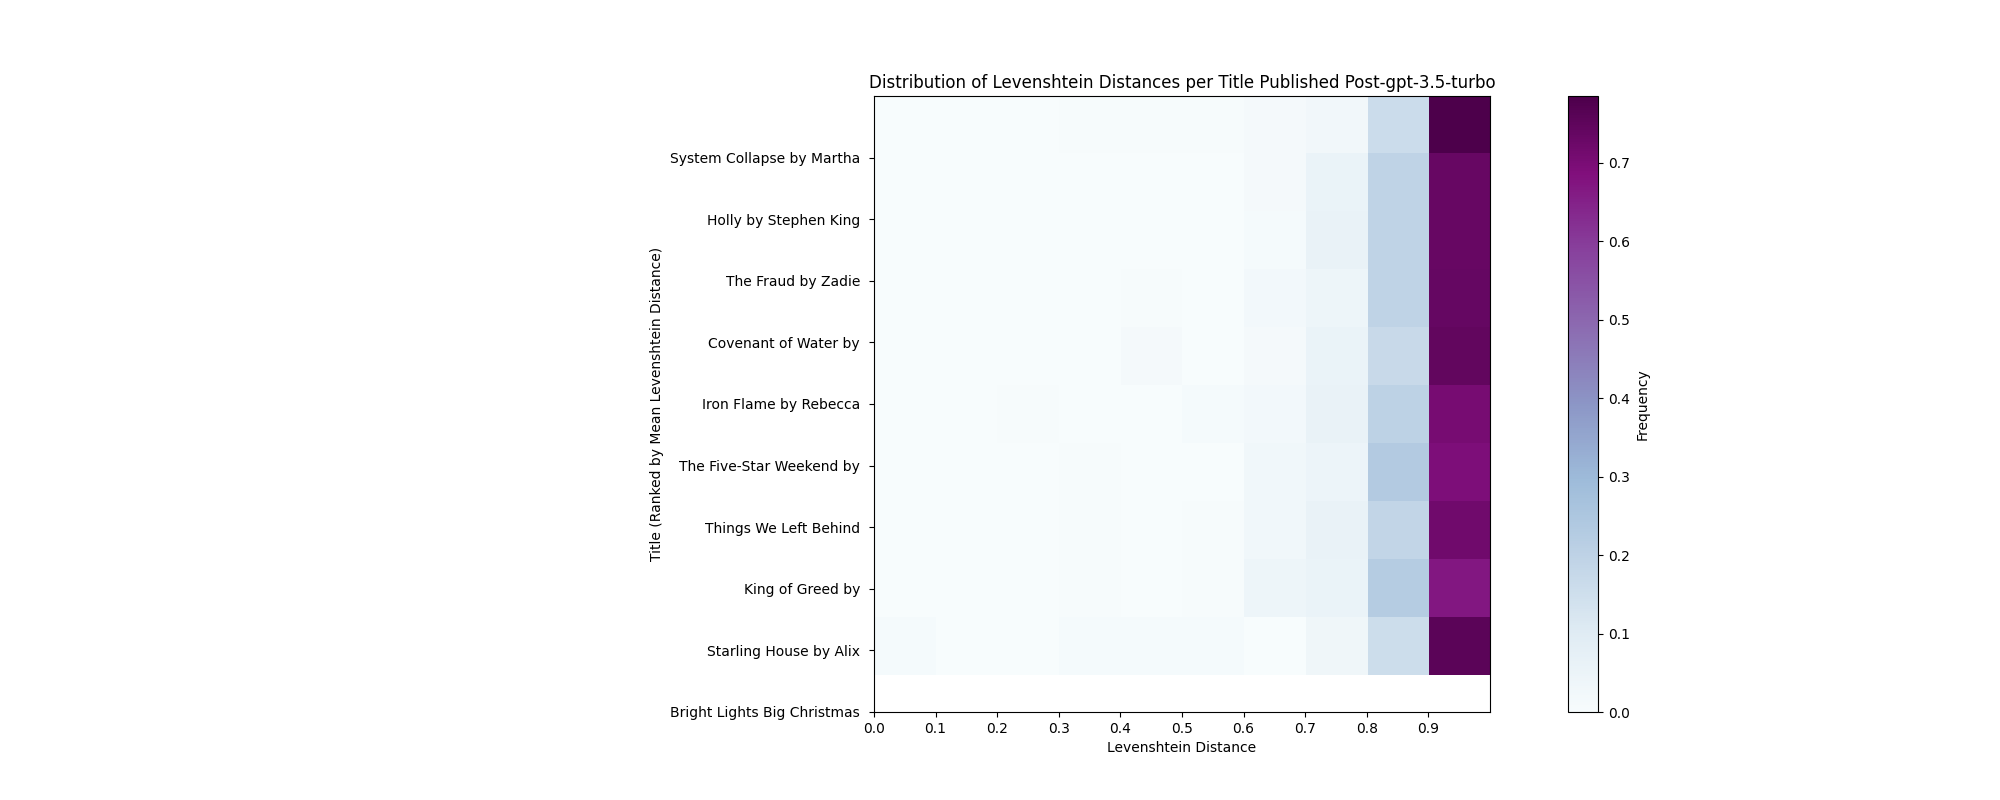 Distribution of Levenshtein Distances per Title Published Post-gpt-3.5-turbo
Title (Ranked by Mean Levenshtein Distance)
System Collapse by Martha
Holly by Stephen King
The Fraud by Zadie
Covenant of Water by
Iron Flame by Rebecca
The Five-Star Weekend by
Things We Left Behind
King of Greed by
Starling House by Alix
Bright Lights Big Christmas
0.0 0.1 0.2 0.3 0.4 0.5 0.6 0.7 0.8 0.9
Levenshtein Distance
0.7
0.6
0.5
0.4
0.3
0.2
0.1
0.0
Frequency